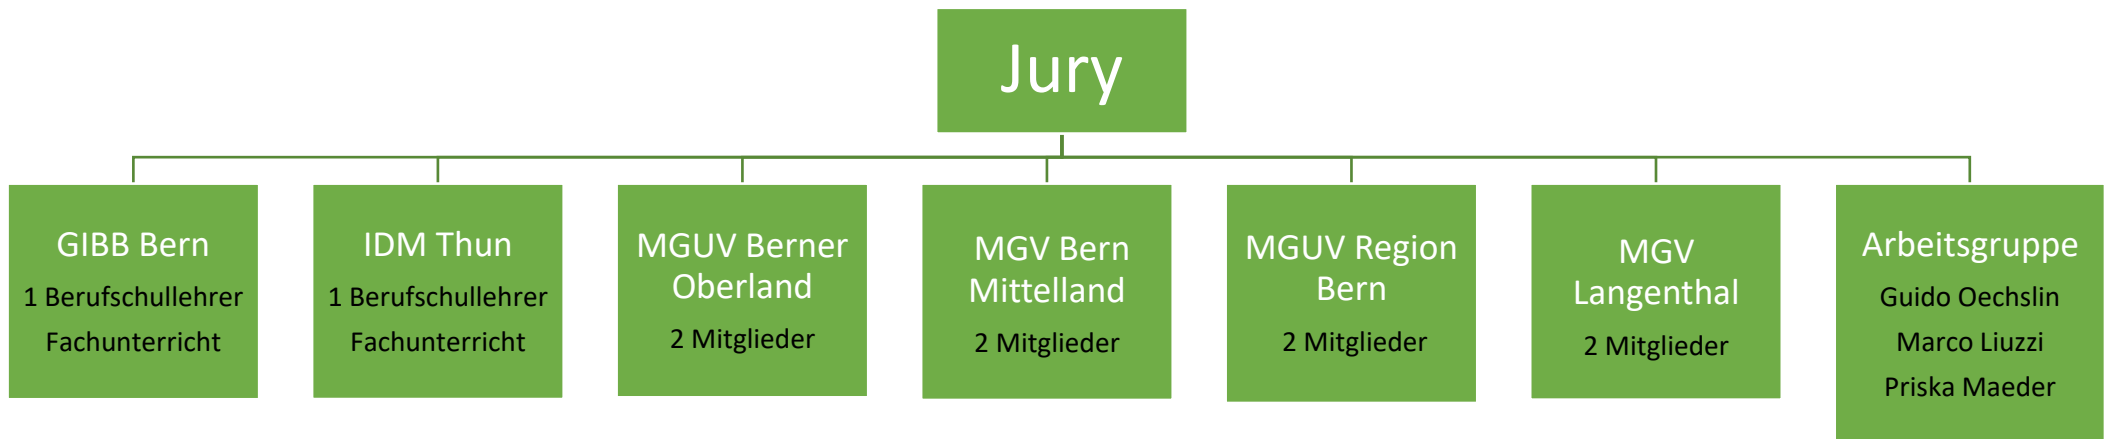 Jury
GIBB Bern
1 Berufschullehrer
Fachunterricht
IDM Thun
1 Berufschullehrer
Fachunterricht
MGUV Berner
Oberland
2 Mitglieder
MGV Bern
Mittelland
2 Mitglieder
MGUV Region
Bern
2 Mitglieder
MGV
Langenthal
2 Mitglieder
Arbeitsgruppe
Guido Oechslin
Marco Liuzzi
Priska Maeder